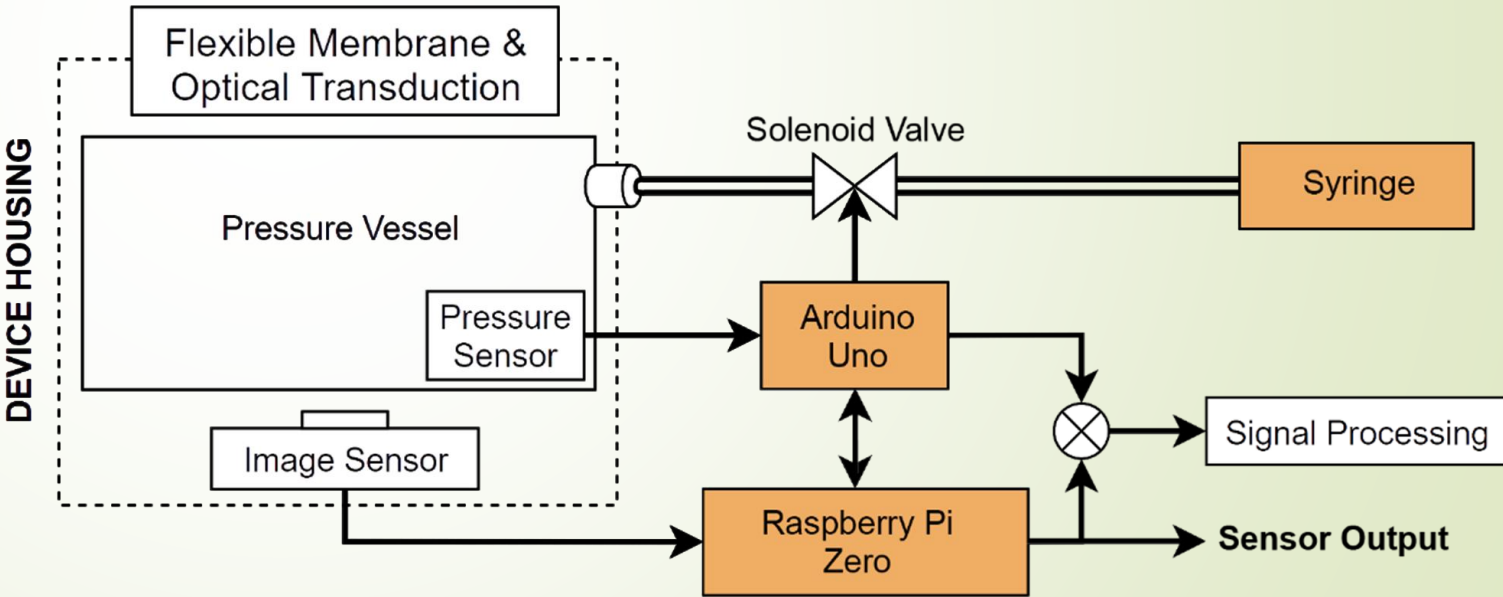 Flexible Membrane &
Optical Transduction
DEVICE HOUSING
Solenoid Valve
Syringe
Pressure Vessel
Pressure
Sensor
Arduino
Uno
Image Sensor
Signal Processing
Raspberry Pi
Zero
Sensor Output